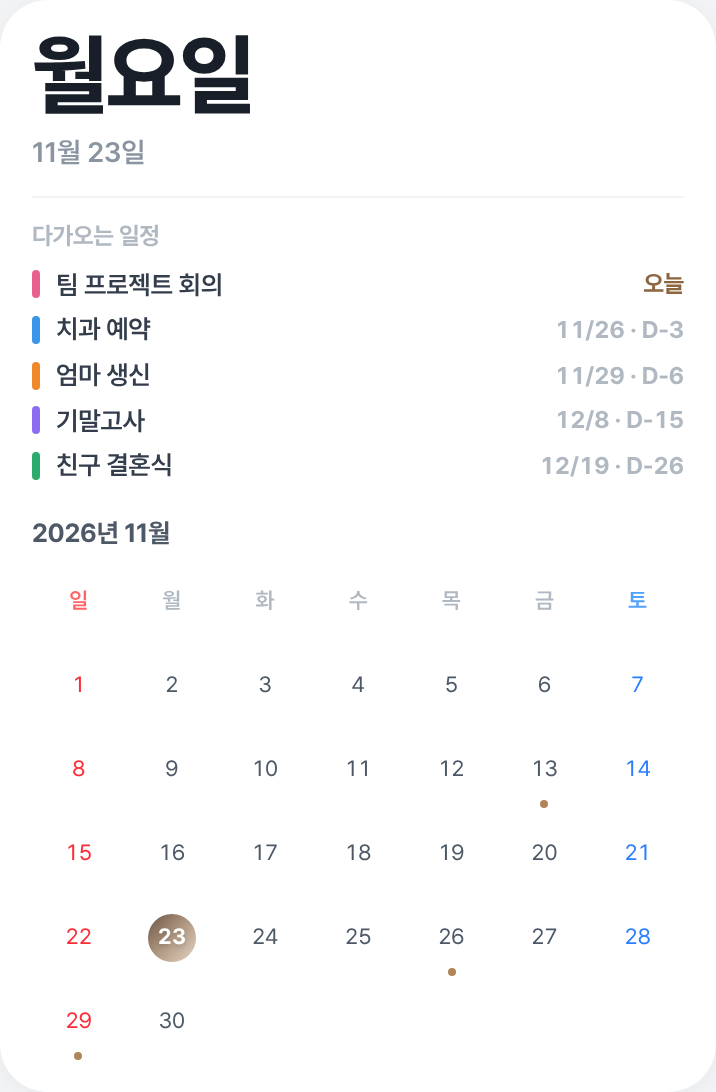 월요일
11월 23일
다가오는 일정
팀 프로젝트 회의 오늘
치과 예약 11/26 · D-3
엄마 생신 11/29 · D-6
기말고사 12/8 · D-15
친구 결혼식 12/19 · D-26
2026년 11월
일 월 화 수 목 금 토
1 2 3 4 5 6 7
8 9 10 11 12 13 14
15 16 17 18 19 20 21
22 23 24 25 26 27 28
29 30